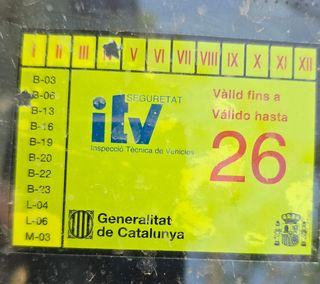 I II III V VI VII VIII IX X XI XII
B-03
B-06
B-13
B-16
B-19
B-20
B-22
B-23
L-04
L-06
M-03
SEGURETAT
itv
Inspecció Tècnica de Vehicles
Vàlid fins a
Válido hasta
26
Generalitat
de Catalunya